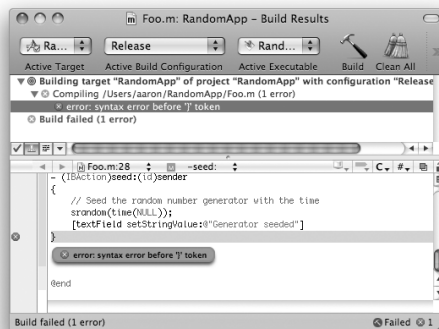 Foo.m: RandomApp – Build Results
Ra... Release Rand...
Active Target Active Build Configuration Active Executable Build Clean All
Building target “RandomApp” of project “RandomApp” with configuration “Release
Compiling /Users/aaron/RandomApp/Foo.m (1 error)
error: syntax error before '}' token
Build failed (1 error)
Foo.m:28 -seed: C #
- (IBAction)seed:(id)sender
{
// Seed the random number generator with the time
srandom(time(NULL));
[textField setStringValue:@"Generator seeded"]
}
error: syntax error before '}' token
@end
Build failed (1 error) Failed 1